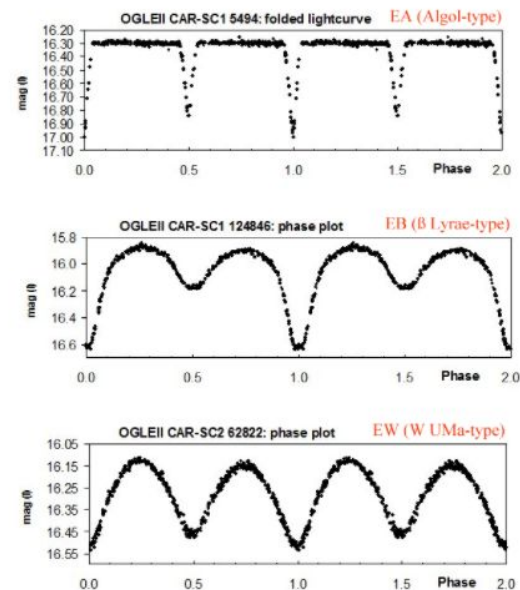 OGLEII CAR-SC1 5494: folded lightcurve EA (Algol-type)
mag (I)
16.20
16.30
16.40
16.50
16.60
16.70
16.80
16.90
17.00
17.10
0.0 0.5 1.0 1.5 2.0
Phase
OGLEII CAR-SC1 124846: phase plot EB (ß Lyrae-type)
mag (I)
15.8
16.0
16.2
16.4
16.6
0.0 0.5 1.0 1.5 2.0
Phase
OGLEII CAR-SC2 62822: phase plot EW (W UMa-type)
mag (I)
16.05
16.15
16.25
16.35
16.45
16.55
0.0 0.5 1.0 1.5 2.0
Phase